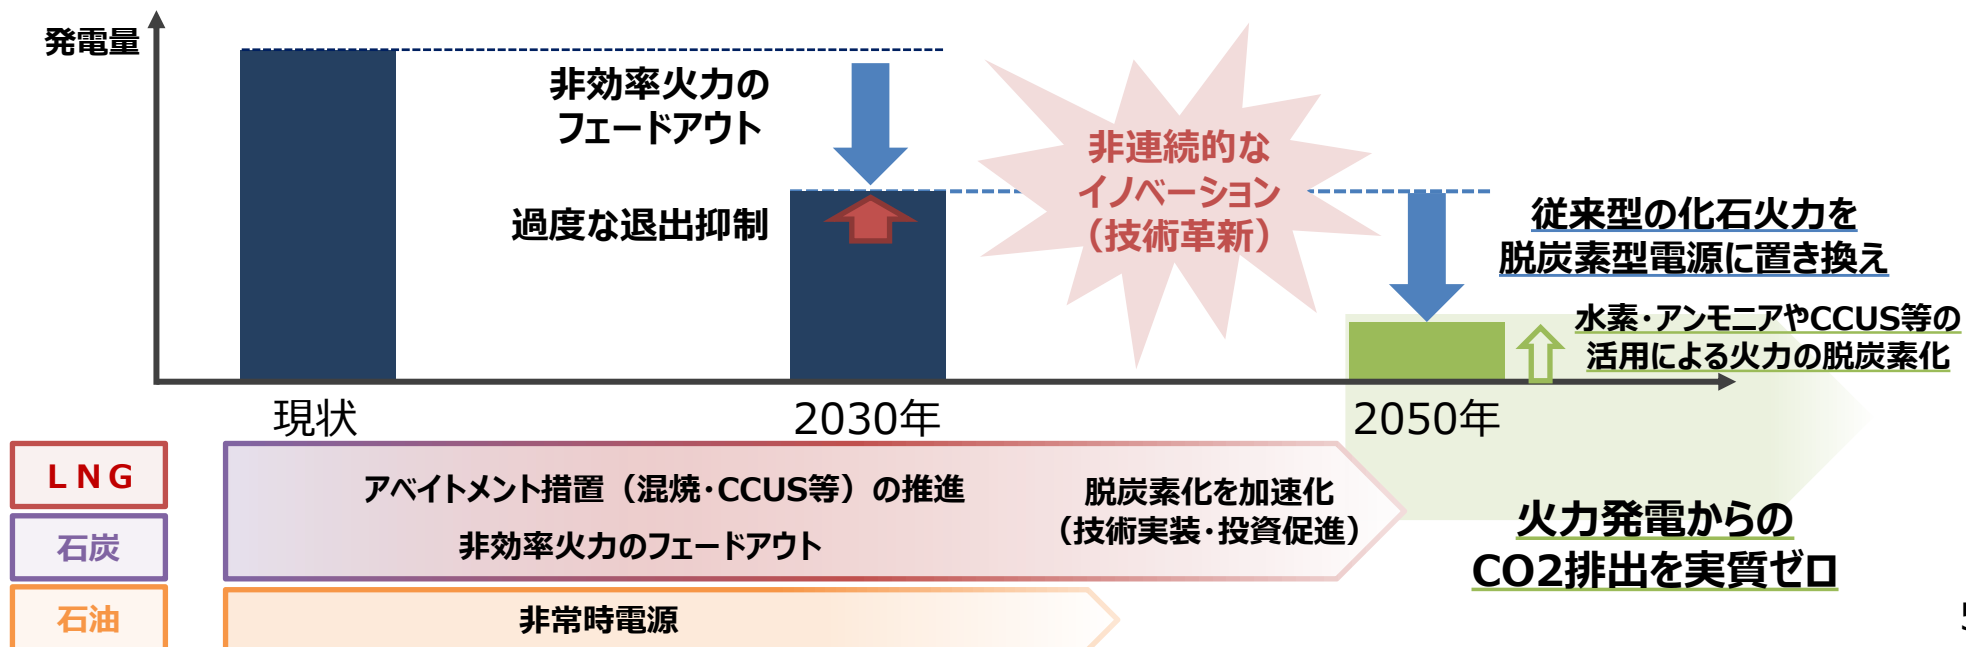 発電量
非効率火力の
フェードアウト
過度な退出抑制
非連続的な
イノベーション
（技術革新）
従来型の化石火力を
脱炭素型電源に置き換え
水素・アンモニアやCCUS等の
活用による火力の脱炭素化
現状
2030年
2050年
ＬＮＧ
アベイトメント措置（混焼・CCUS等）の推進
脱炭素化を加速化
（技術実装・投資促進）
石炭
非効率火力のフェードアウト
火力発電からの
CO2排出を実質ゼロ
石油
非常時電源